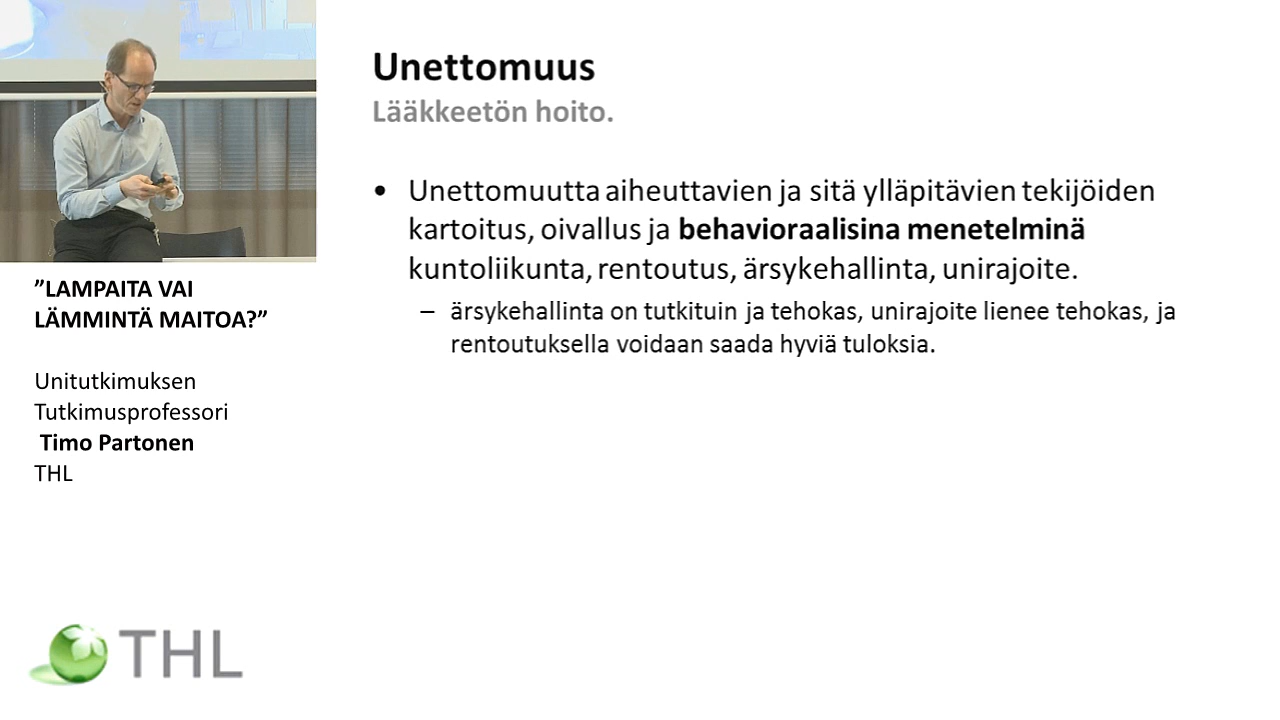 Unettomuus
Lääkkeetön hoito.
• Unettomuutta aiheuttavien ja sitä ylläpitävien tekijöiden
kartoitus, oivallus ja behavioraalisina menetelminä
kuntoliikunta, rentoutus, ärsykehallinta, unirajoite.
– ärsykehallinta on tutkituin ja tehokas, unirajoite lienee tehokas, ja
rentoutuksella voidaan saada hyviä tuloksia.
”LAMPAITA VAI
LÄMMINTÄ MAITOA?”
Unitutkimuksen
Tutkimusprofessori
Timo Partonen
THL
THL